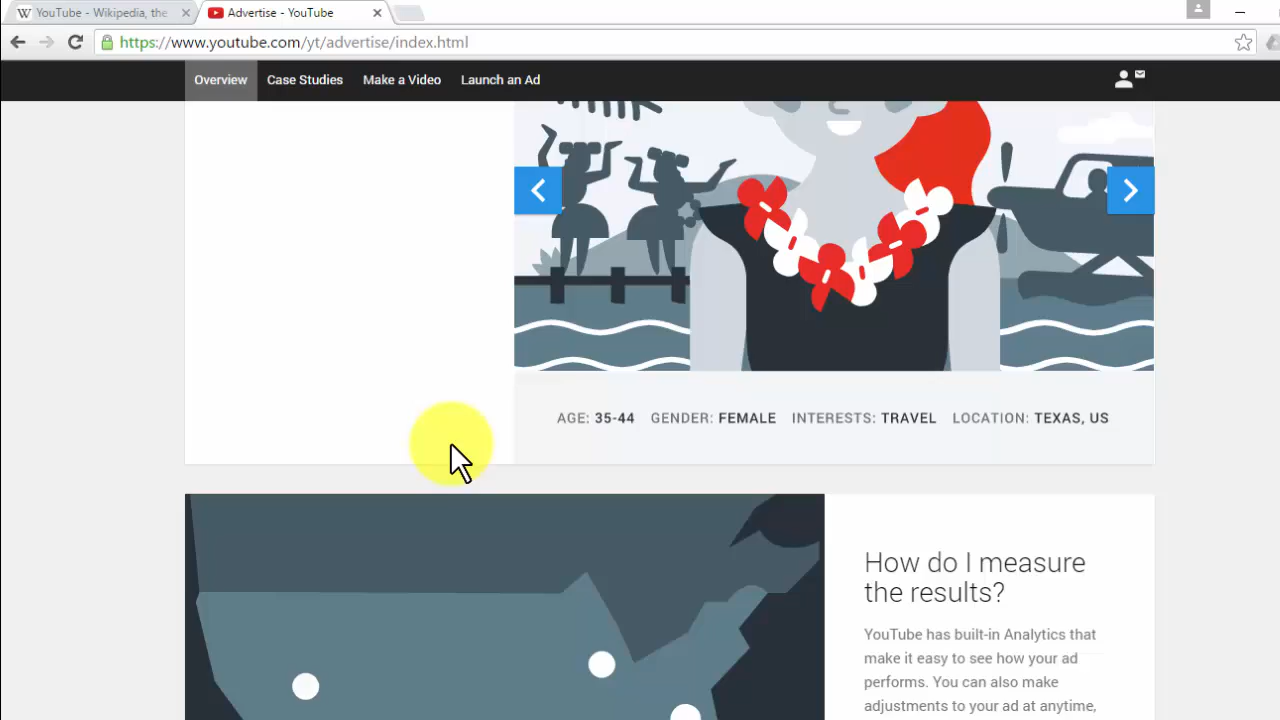 YouTube - Wikipedia, the
Advertise - YouTube
https://www.youtube.com/yt/advertise/index.html
Overview Case Studies Make a Video Launch an Ad
AGE: 35-44 GENDER: FEMALE INTERESTS: TRAVEL LOCATION: TEXAS, US
How do I measure
the results?
YouTube has built-in Analytics that
make it easy to see how your ad
performs. You can also make
adjustments to your ad at anytime,